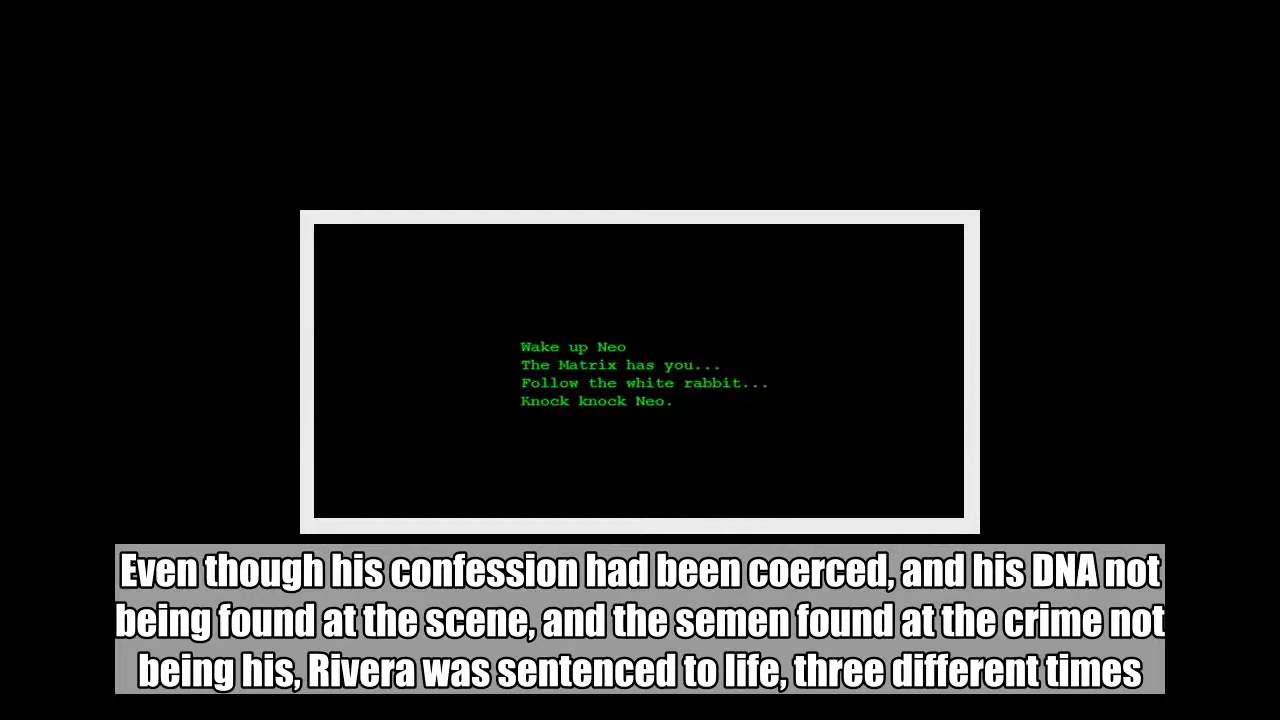 Wake up Neo
The Matrix has you...
Follow the white rabbit...
Knock knock Neo.
Even though his confession had been coerced, and his DNA not
being found at the scene, and the semen found at the crime not
being his, Rivera was sentenced to life, three different times